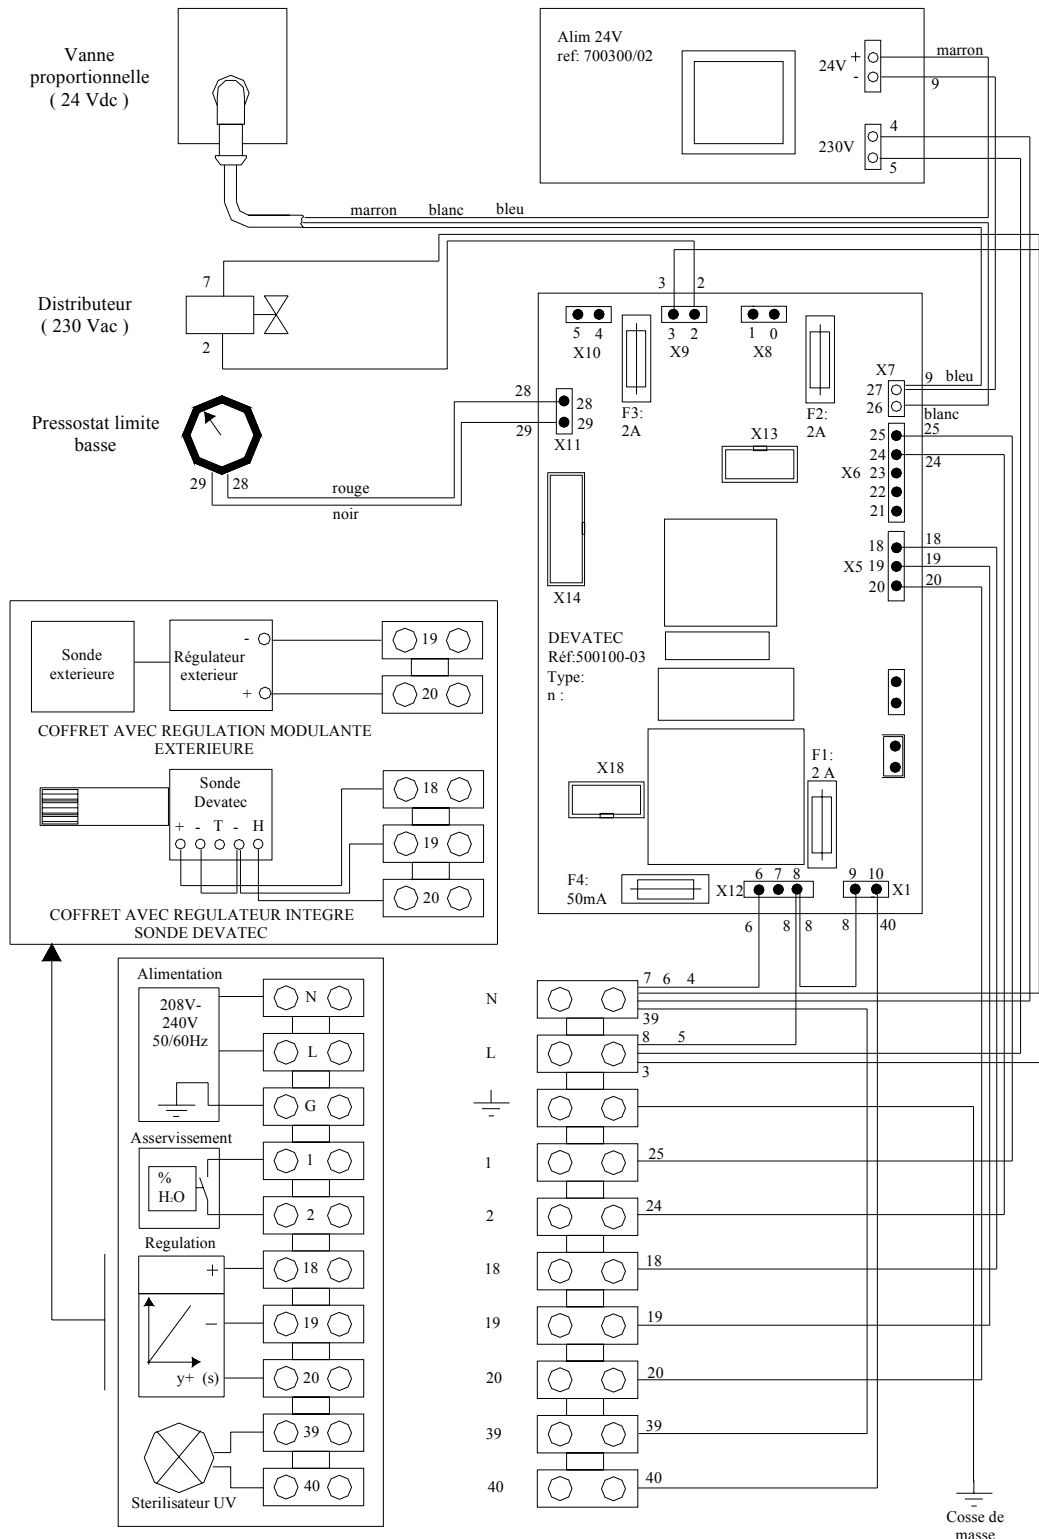 Vanne
proportionnelle
( 24 Vdc )
Alim 24V
ref: 700300/02
24V
+
-
marron
9
230V
4
5
marron blanc bleu
7
Distributeur
( 230 Vac )
2
3 2
5 4
X10
3 2
X9
1 0
X8
F3:
2A
F2:
2A
X7
27
26
9 bleu
blanc
Pressostat limite
basse
29 28
rouge
noir
28
29
28
29
X11
X13
X6
25
24
23
22
21
25
24
X14
X5
18
19
20
18
19
20
DEVATEC
Réf:500100-03
Type:
n :
X18
F1:
2 A
F4:
50mA
X12
6 7 8
9 10
X1
6 8 8 8 40
Sonde
exterieure
Régulateur
exterieur
-
+
19
20
COFFRET AVEC REGULATION MODULANTE
EXTERIEURE
Sonde
Devatec
+ - T - H
18
19
20
COFFRET AVEC REGULATEUR INTEGRE
SONDE DEVATEC
Alimentation
208V-
240V
50/60Hz
N
L
G
Asservissement
%
H2O
1
2
Regulation
+
−
y+ (s)
18
19
20
39
40
Sterilisateur UV
N
7 6 4
39
L
8 5
3
1
25
2
24
18
18
19
19
20
20
39
39
40
40
Cosse de
masse